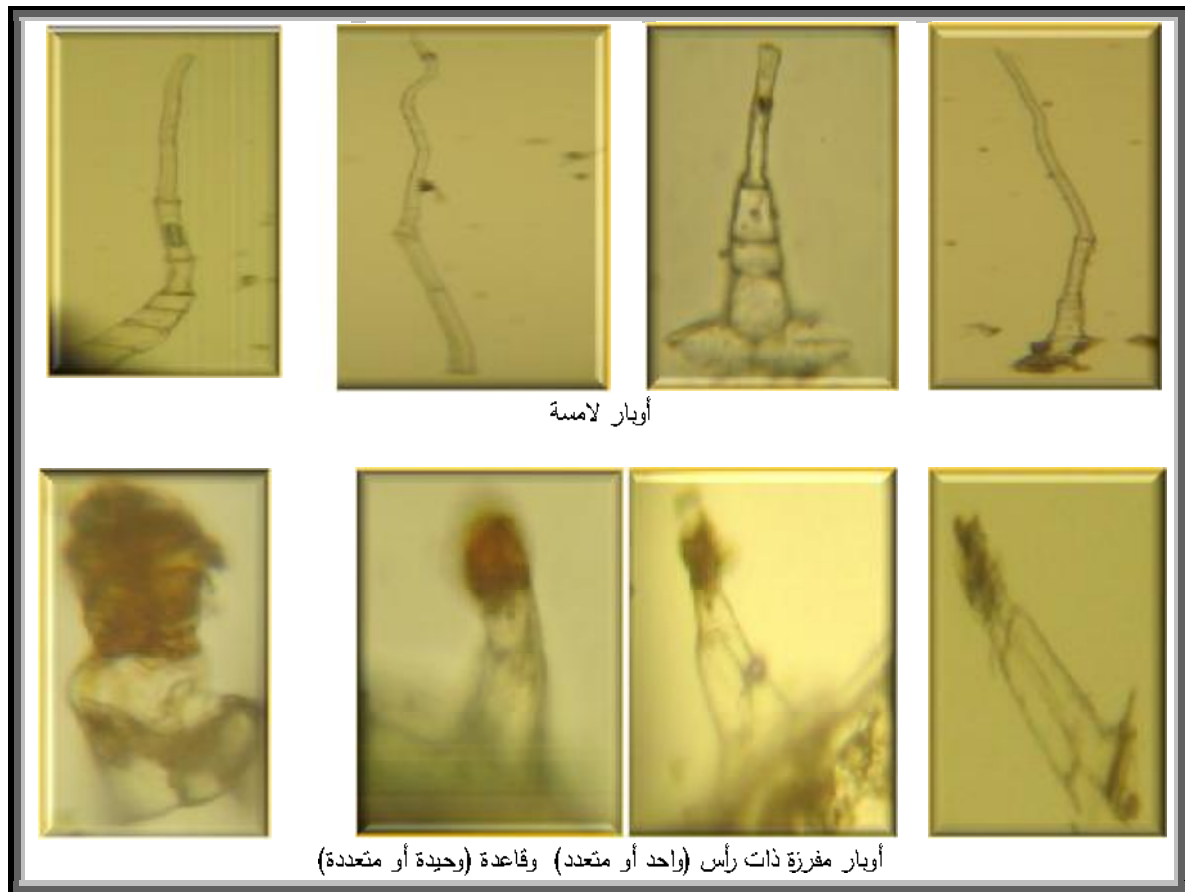 أوبار لامسة
أوبار مفرزة ذات رأس (واحد أو متعدد) وقاعدة (وحيدة أو متعددة)